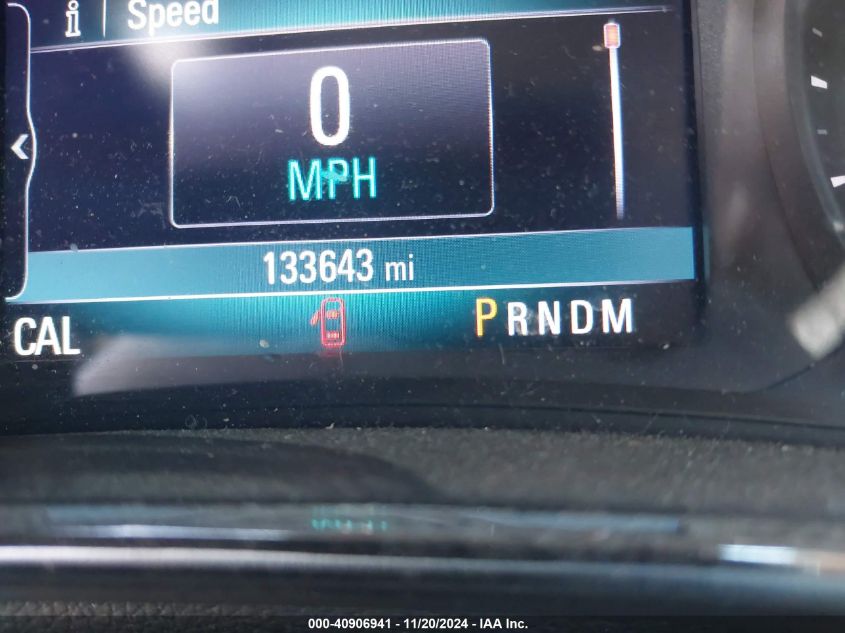 i Speed
0
MPH
133643 mi
CAL PRNDM
000-40906941 - 11/20/2024 - IAA Inc.